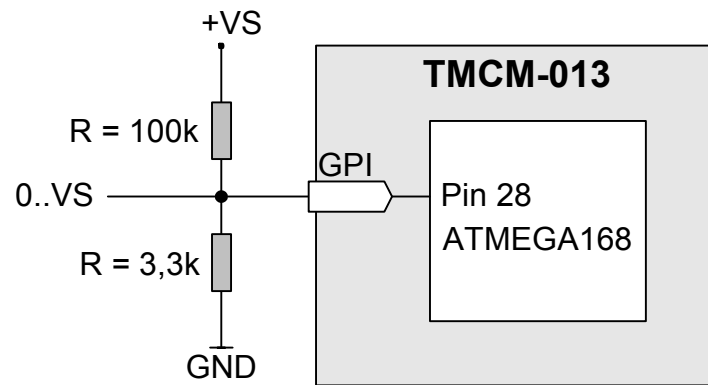 +VS
TMCM-013
R = 100k
GPI
0..VS
Pin 28
ATMEGA168
R = 3,3k
GND